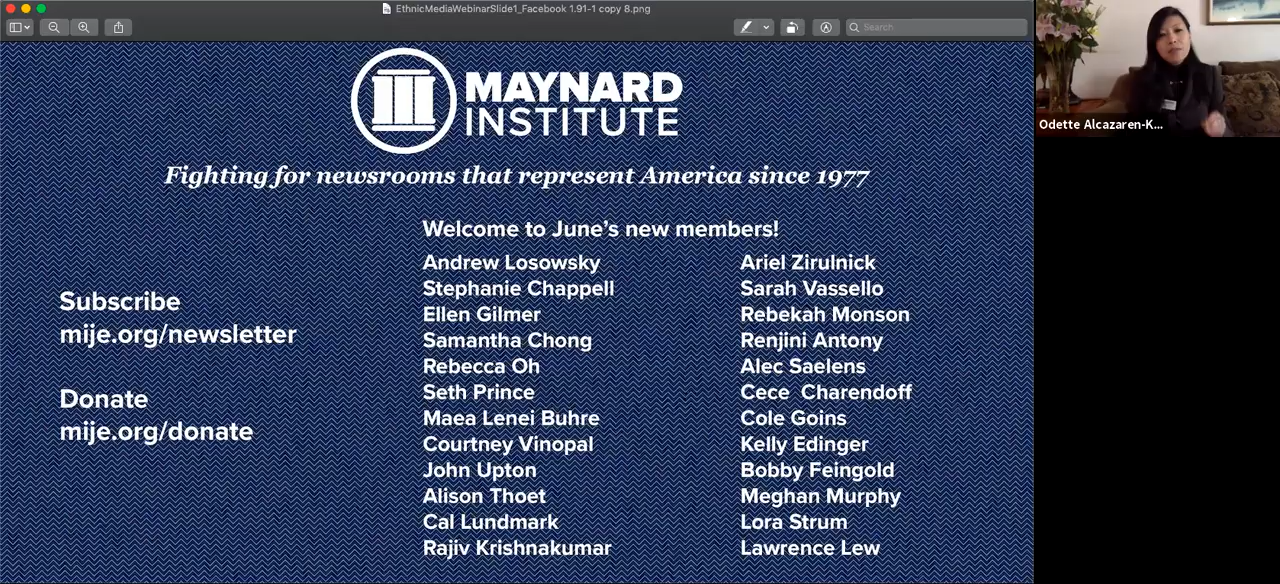 EthnicMediaWebinarSlide1_Facebook 1.91-1 copy 8.png
Search
MAYNARD
INSTITUTE
Fighting for newsrooms that represent America since 1977
Welcome to June’s new members!
Andrew Losowsky
Stephanie Chappell
Ellen Gilmer
Samantha Chong
Rebecca Oh
Seth Prince
Maea Lenei Buhre
Courtney Vinopal
John Upton
Alison Thoet
Cal Lundmark
Rajiv Krishnakumar
Ariel Zirulnick
Sarah Vassello
Rebekah Monson
Renjini Antony
Alec Saelens
Cece  Charendoff
Cole Goins
Kelly Edinger
Bobby Feingold
Meghan Murphy
Lora Strum
Lawrence Lew
Subscribe
mije.org/newsletter
Donate
mije.org/donate
Odette Alcazaren-K...